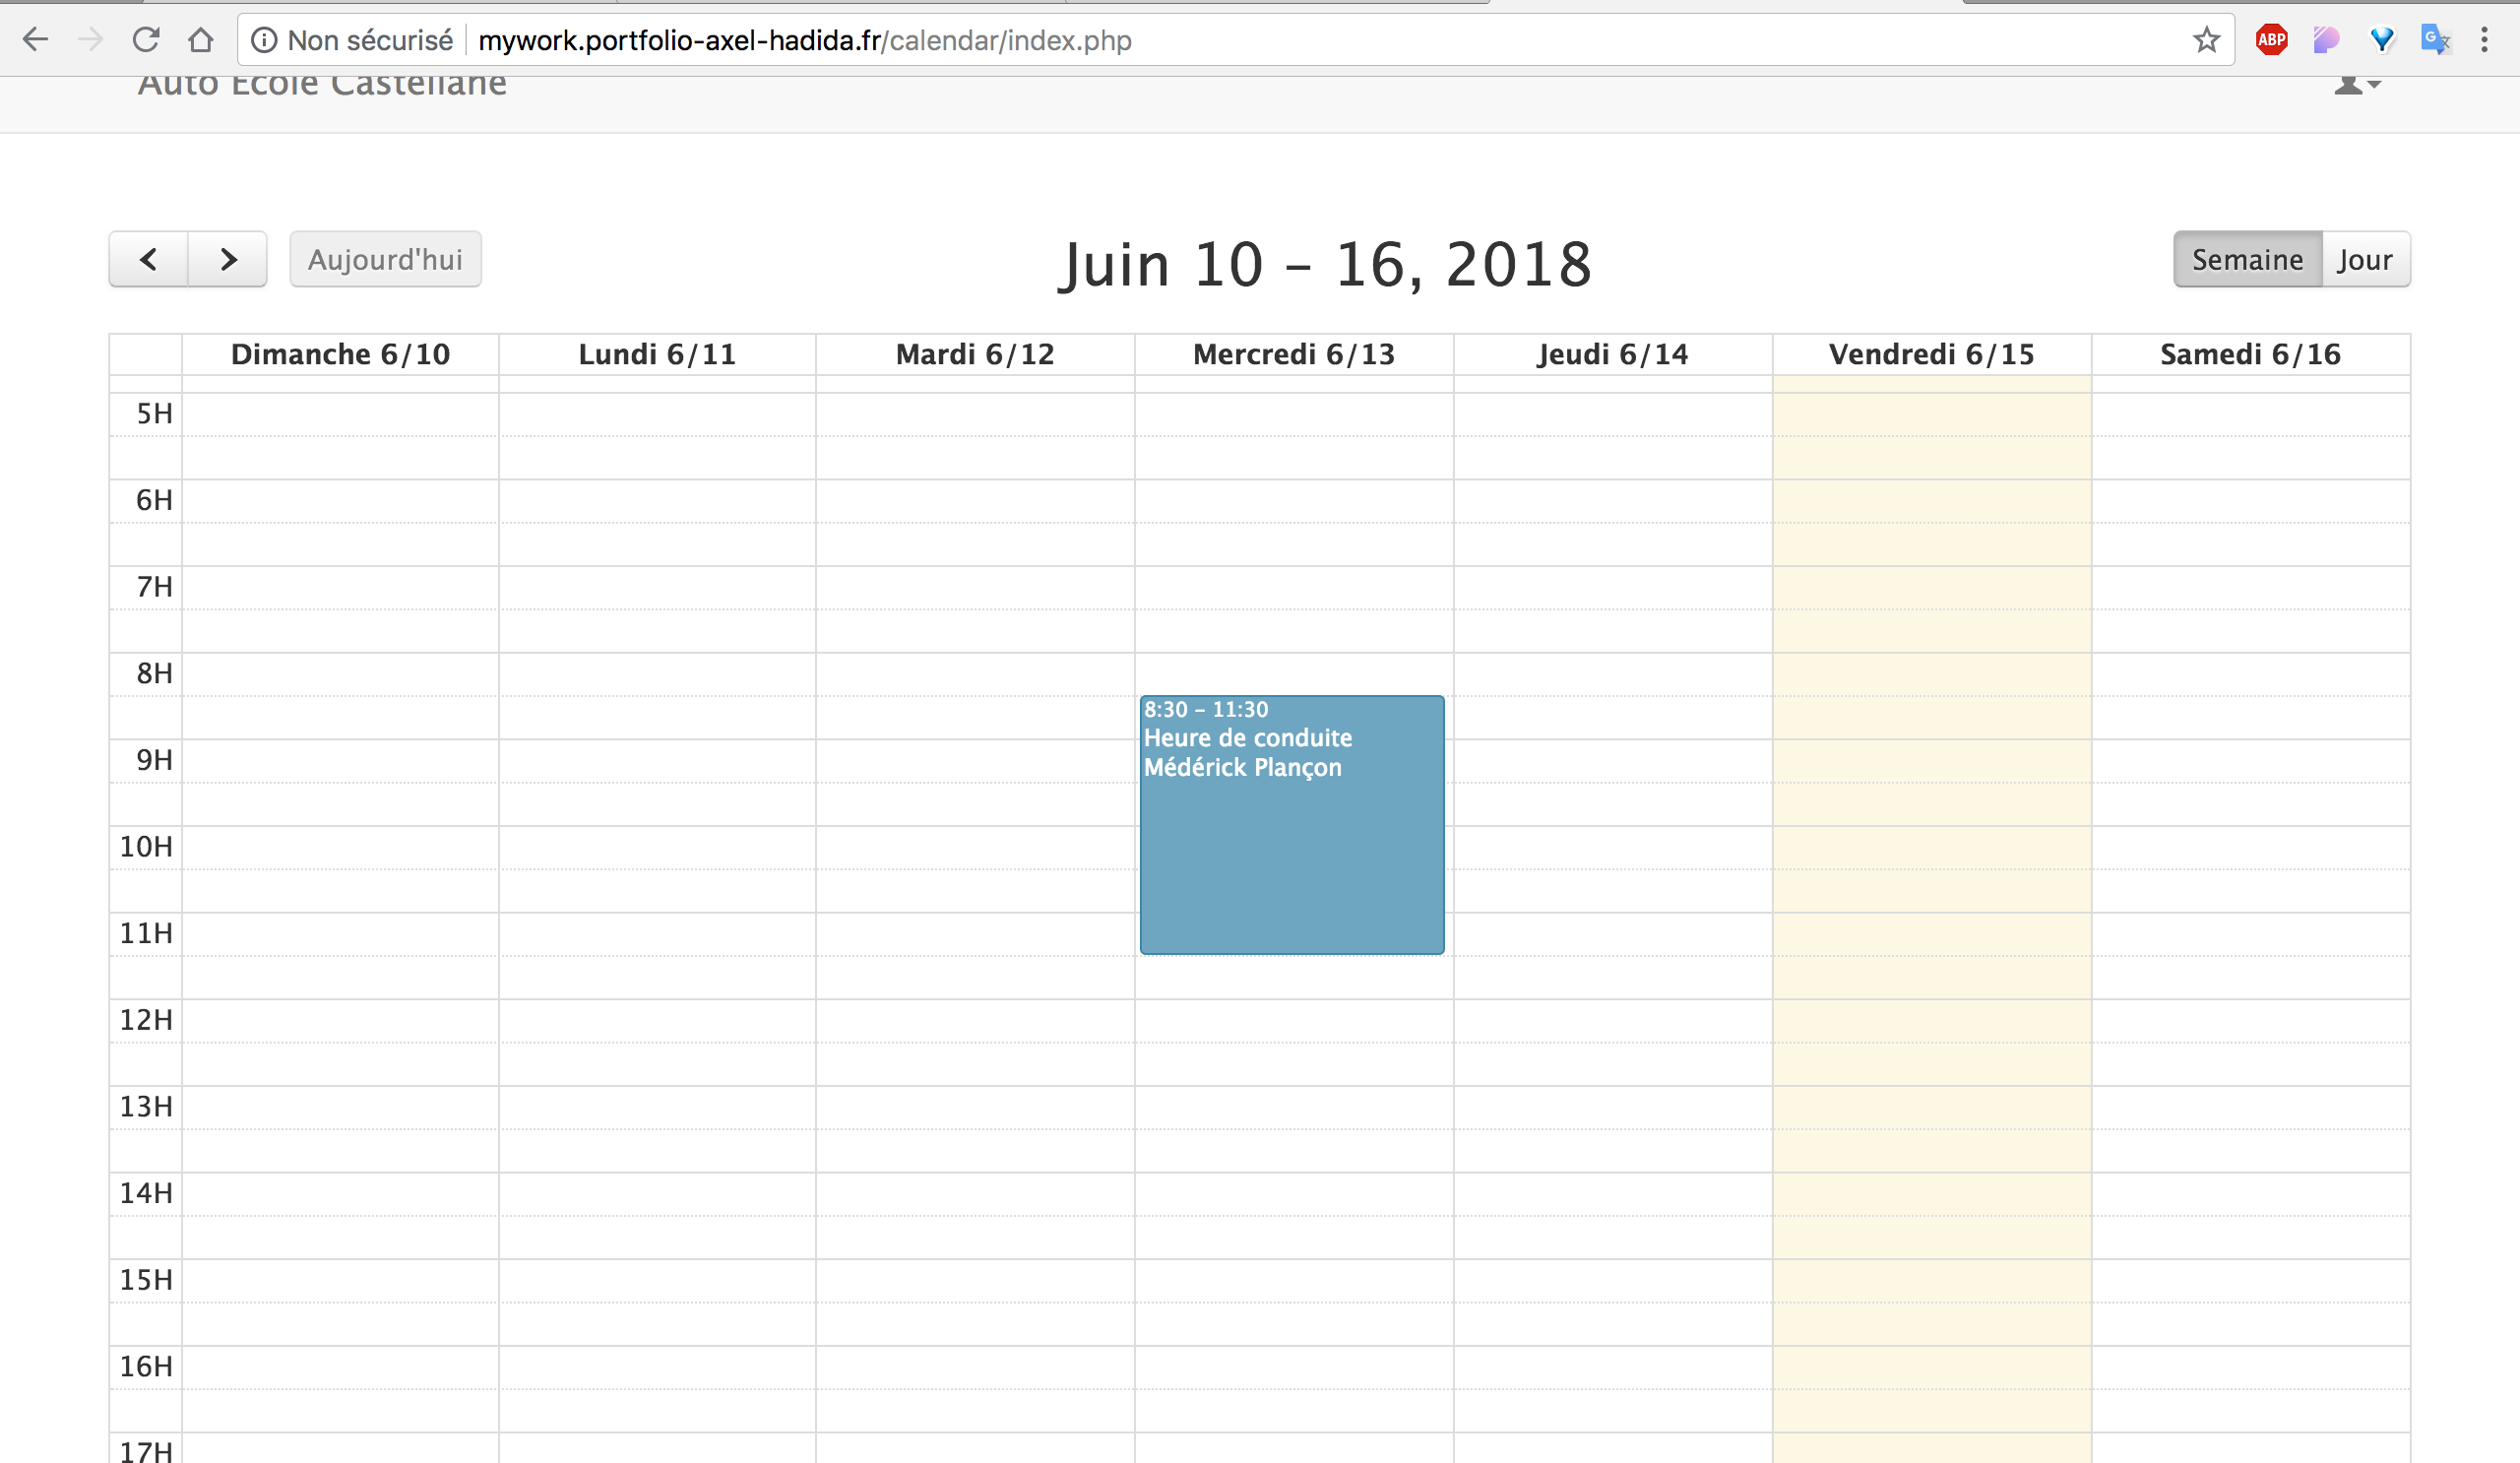 Non sécurisé
mywork.portfolio-axel-hadida.fr/calendar/index.php
ABP
G
Auto Ecole Castellane
Aujourd'hui
Juin 10 – 16, 2018
Semaine
Jour
Dimanche 6/10
Lundi 6/11
Mardi 6/12
Mercredi 6/13
Jeudi 6/14
Vendredi 6/15
Samedi 6/16
5H
6H
7H
8H
8:30 – 11:30
Heure de conduite
Médérick Plançon
9H
10H
11H
12H
13H
14H
15H
16H
17H